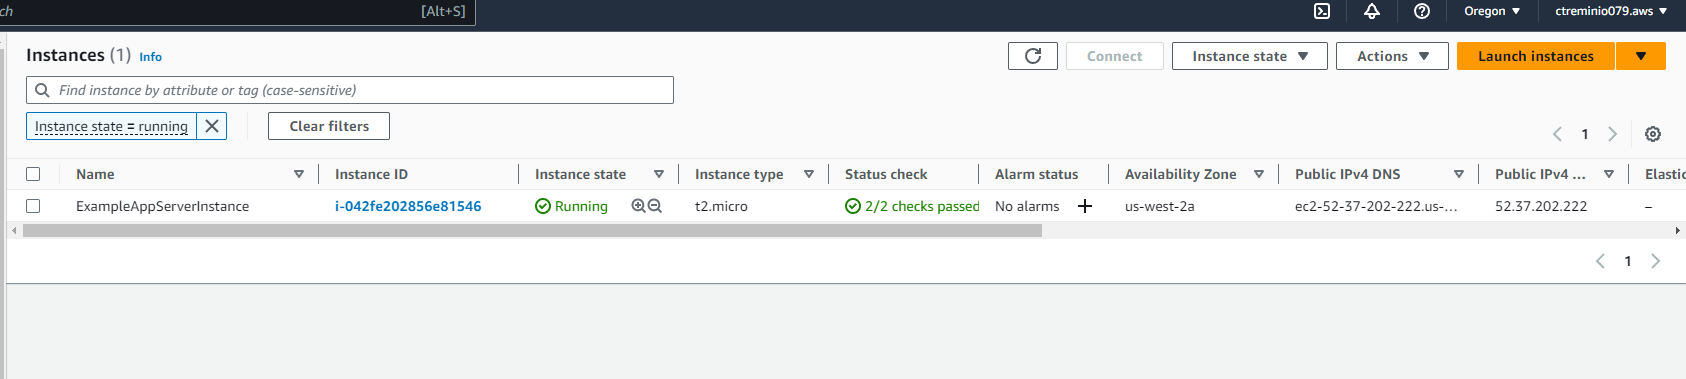 ch [Alt+S] Oregon ctreminio079.aws
Instances (1) Info Connect Instance state Actions Launch instances
Find instance by attribute or tag (case-sensitive)
Instance state = running Clear filters
1
Name Instance ID Instance state Instance type Status check Alarm status Availability Zone Public IPv4 DNS Public IPv4 ... Elastic
ExampleAppServerInstance i-042fe202856e81546 Running t2.micro 2/2 checks passed No alarms us-west-2a ec2-52-37-202-222.us-... 52.37.202.222 –
1